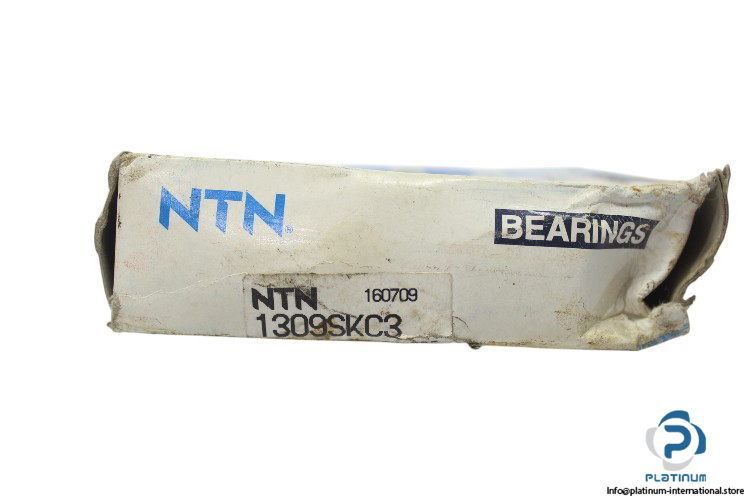 NTN®
BEARINGS
NTN 160709
1309SKC3
PLATINUM
Info@platinum-international.store